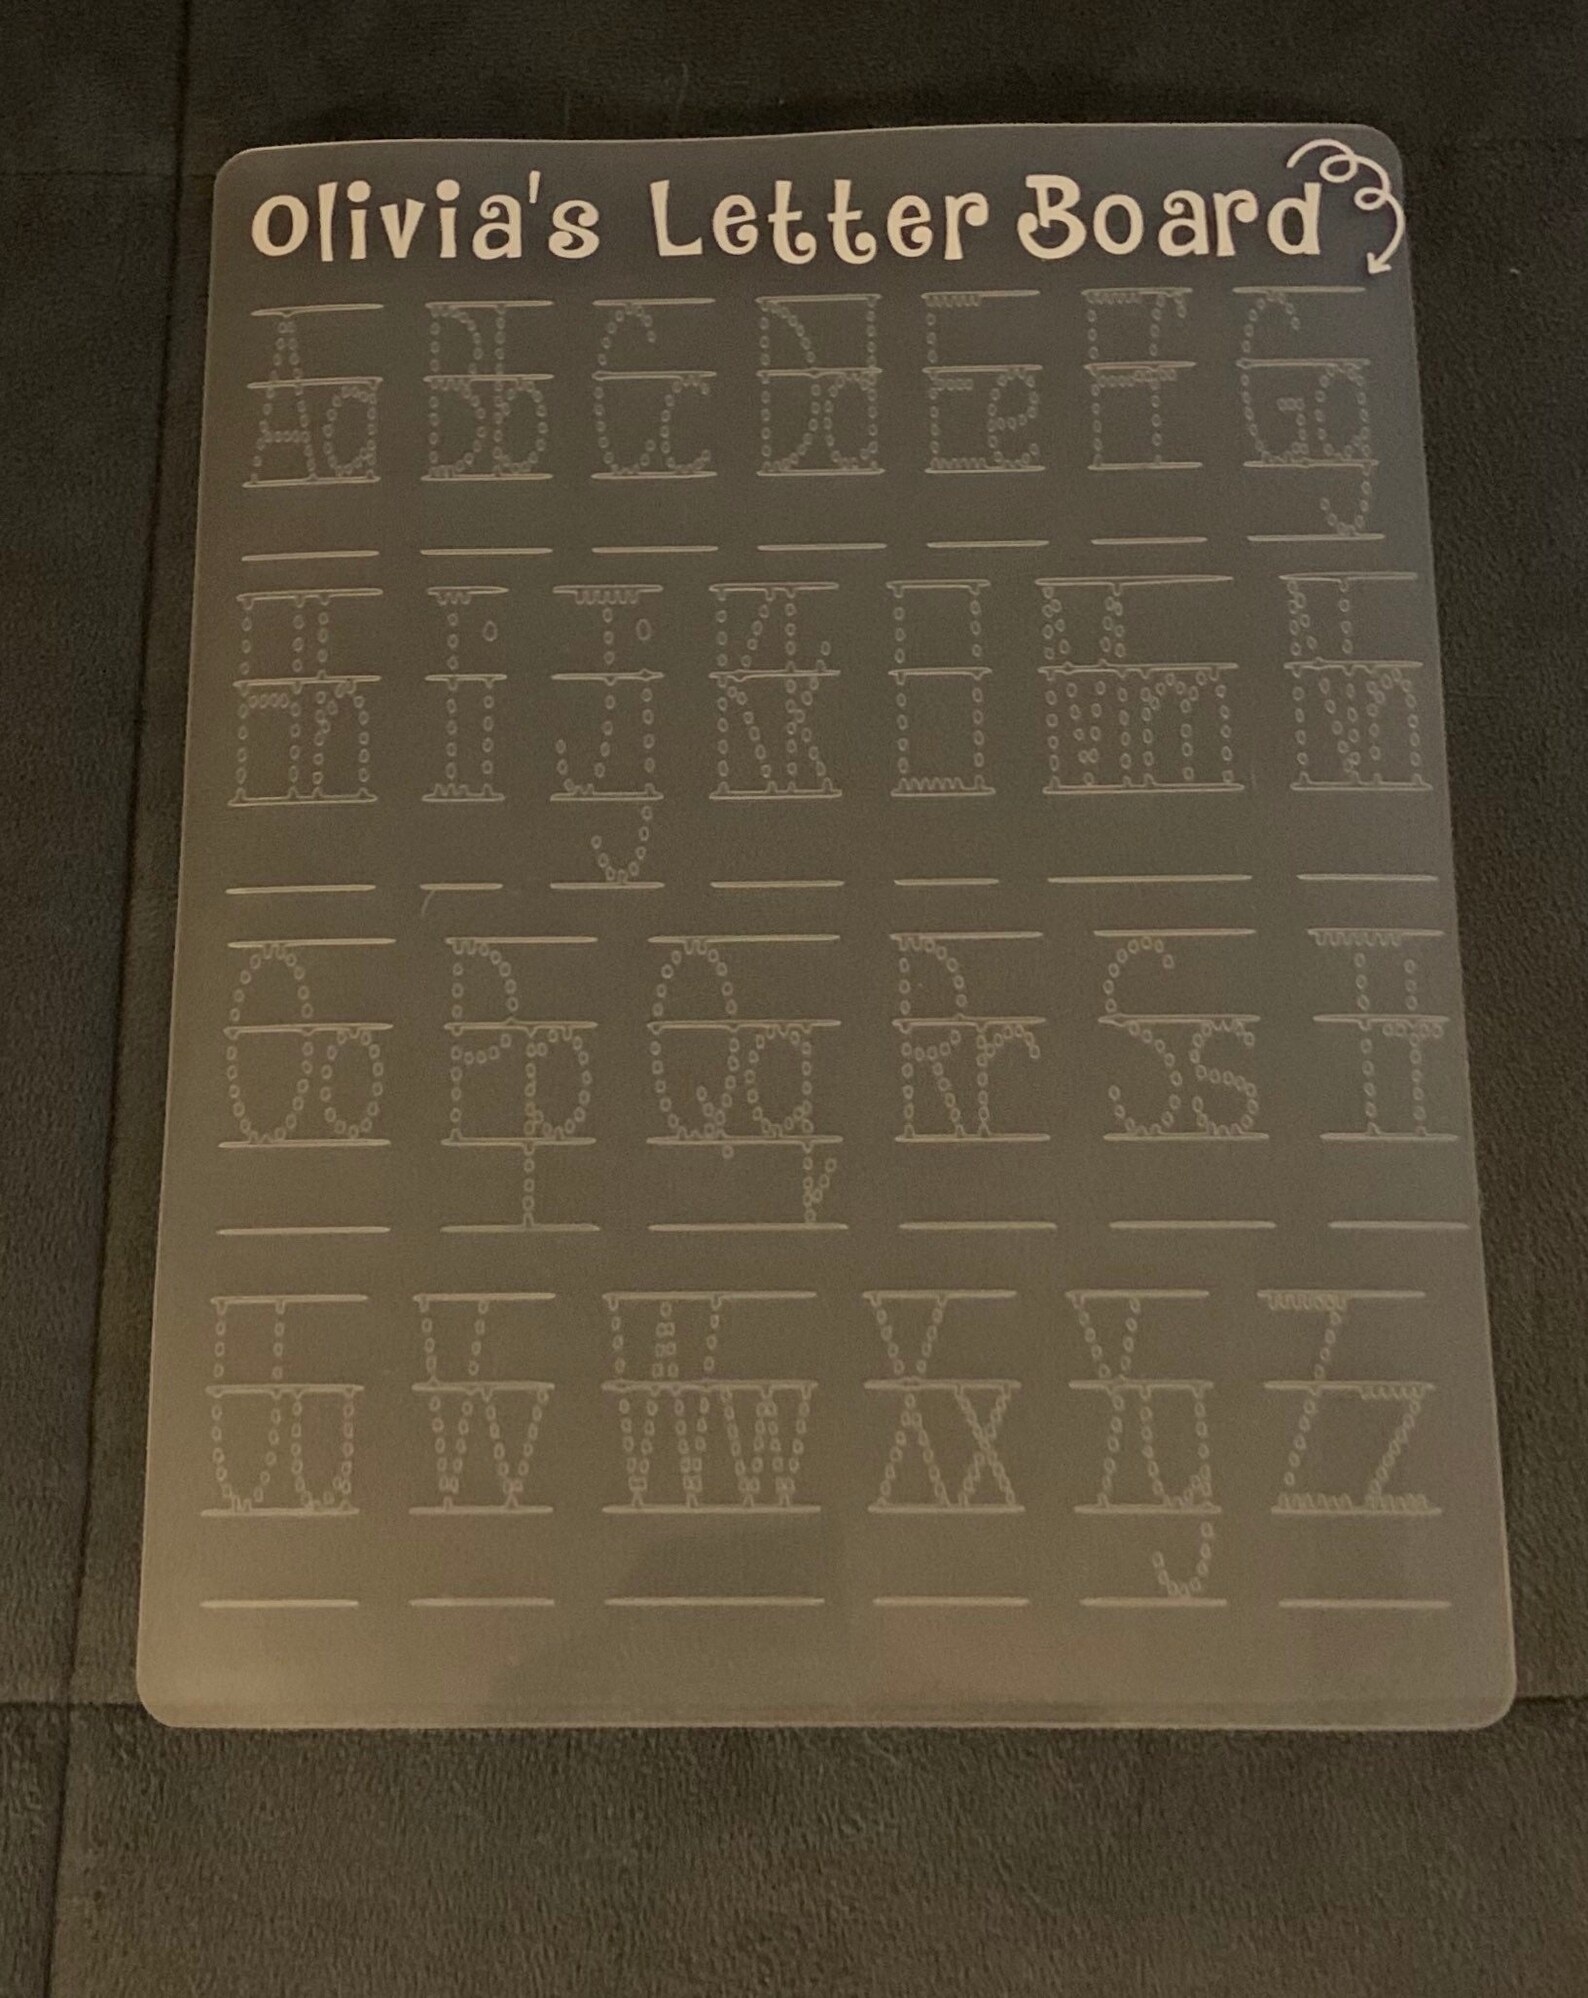 Olivia's Letter Board
Aa Bb Cc Dd Ee Ff Gg
Hh Ii Jj Kk Ll Mm Nn
Oo Pp Qq Rr Ss Tt
Uu Vv Ww Xx Yy Zz